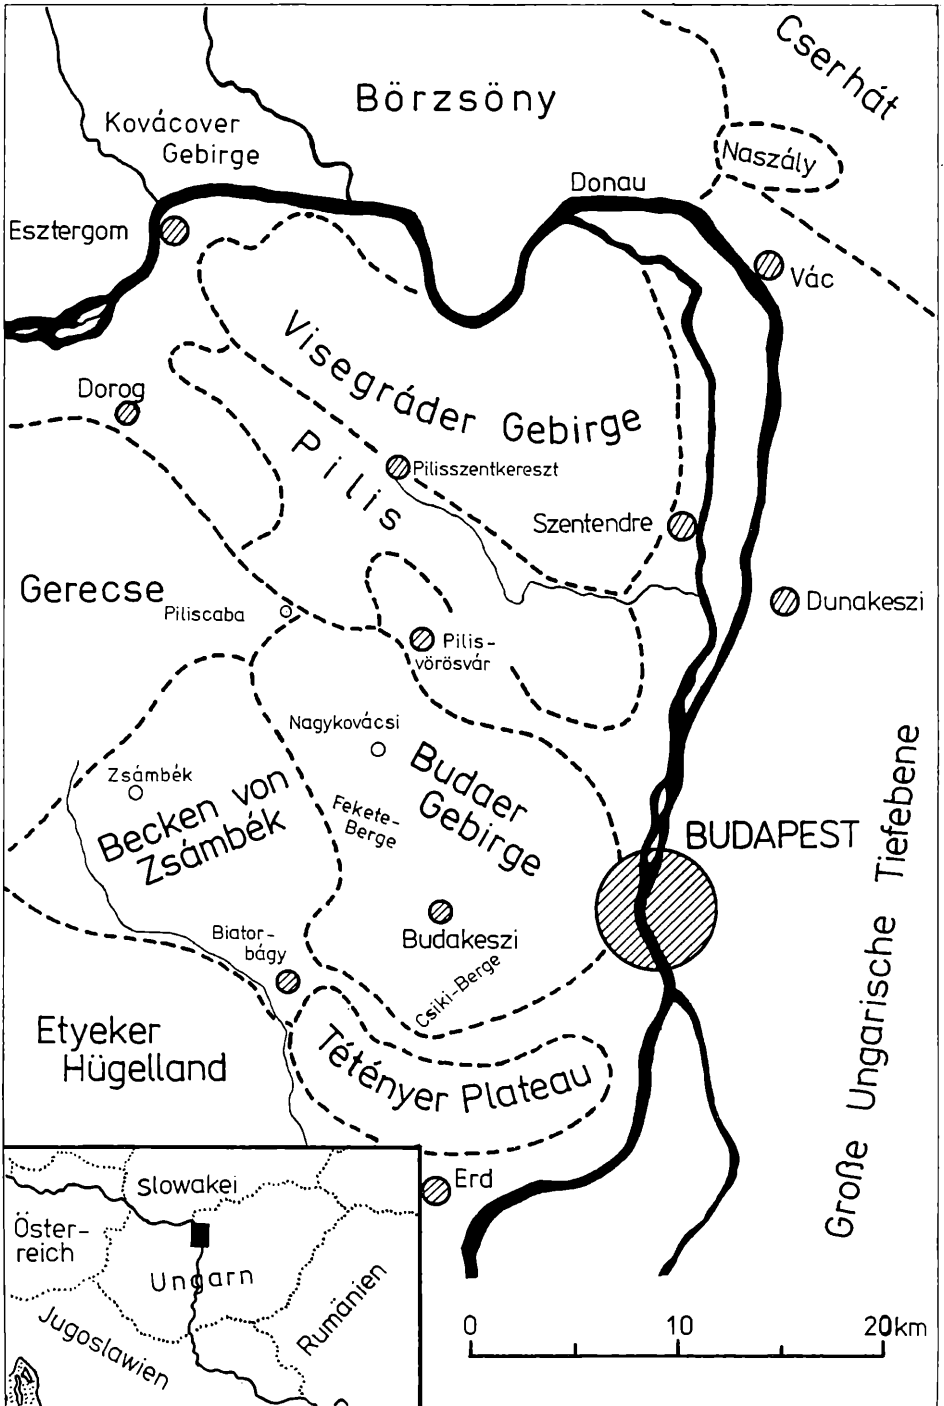 Cserhát
Börzsöny
Kovácover
Gebirge
Naszály
Donau
Esztergom
Vác
Visegráder Gebirge
Dorog
Pilis
Pilisszentkereszt
Szentendre
Gerecse
Piliscaba
Dunakeszi
Pilis-
vörösvár
Nagykovácsi
Zsámbék
Becken von
Zsámbék
Budaer
Gebirge
Fekete-
Berge
BUDAPEST
Große Ungarische Tiefebene
Budakeszi
Biator-
bágy
Csiki-Berge
Etyeker
Hügelland
Tétényer Plateau
Erd
Slowakei
Öster-
reich
Ungarn
Rumänien
Jugoslawien
0 10 20km